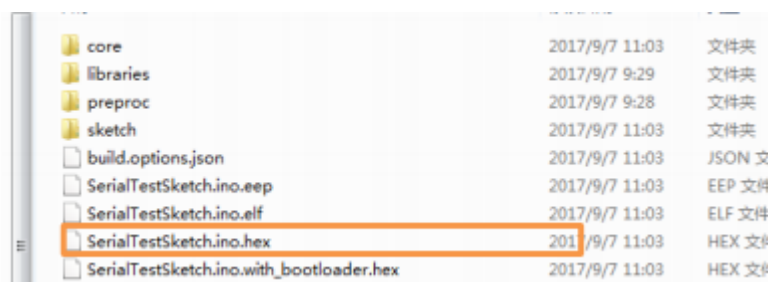 core 2017/9/7 11:03 文件夹
libraries 2017/9/7 9:29 文件夹
preproc 2017/9/7 9:28 文件夹
sketch 2017/9/7 11:03 文件夹
build.options.json 2017/9/7 11:03 JSON 文
SerialTestSketch.ino.eep 2017/9/7 11:03 EEP 文件
SerialTestSketch.ino.elf 2017/9/7 11:03 ELF 文件
SerialTestSketch.ino.hex 2017/9/7 11:03 HEX 文件
SerialTestSketch.ino.with_bootloader.hex 2017/9/7 11:03 HEX 文件